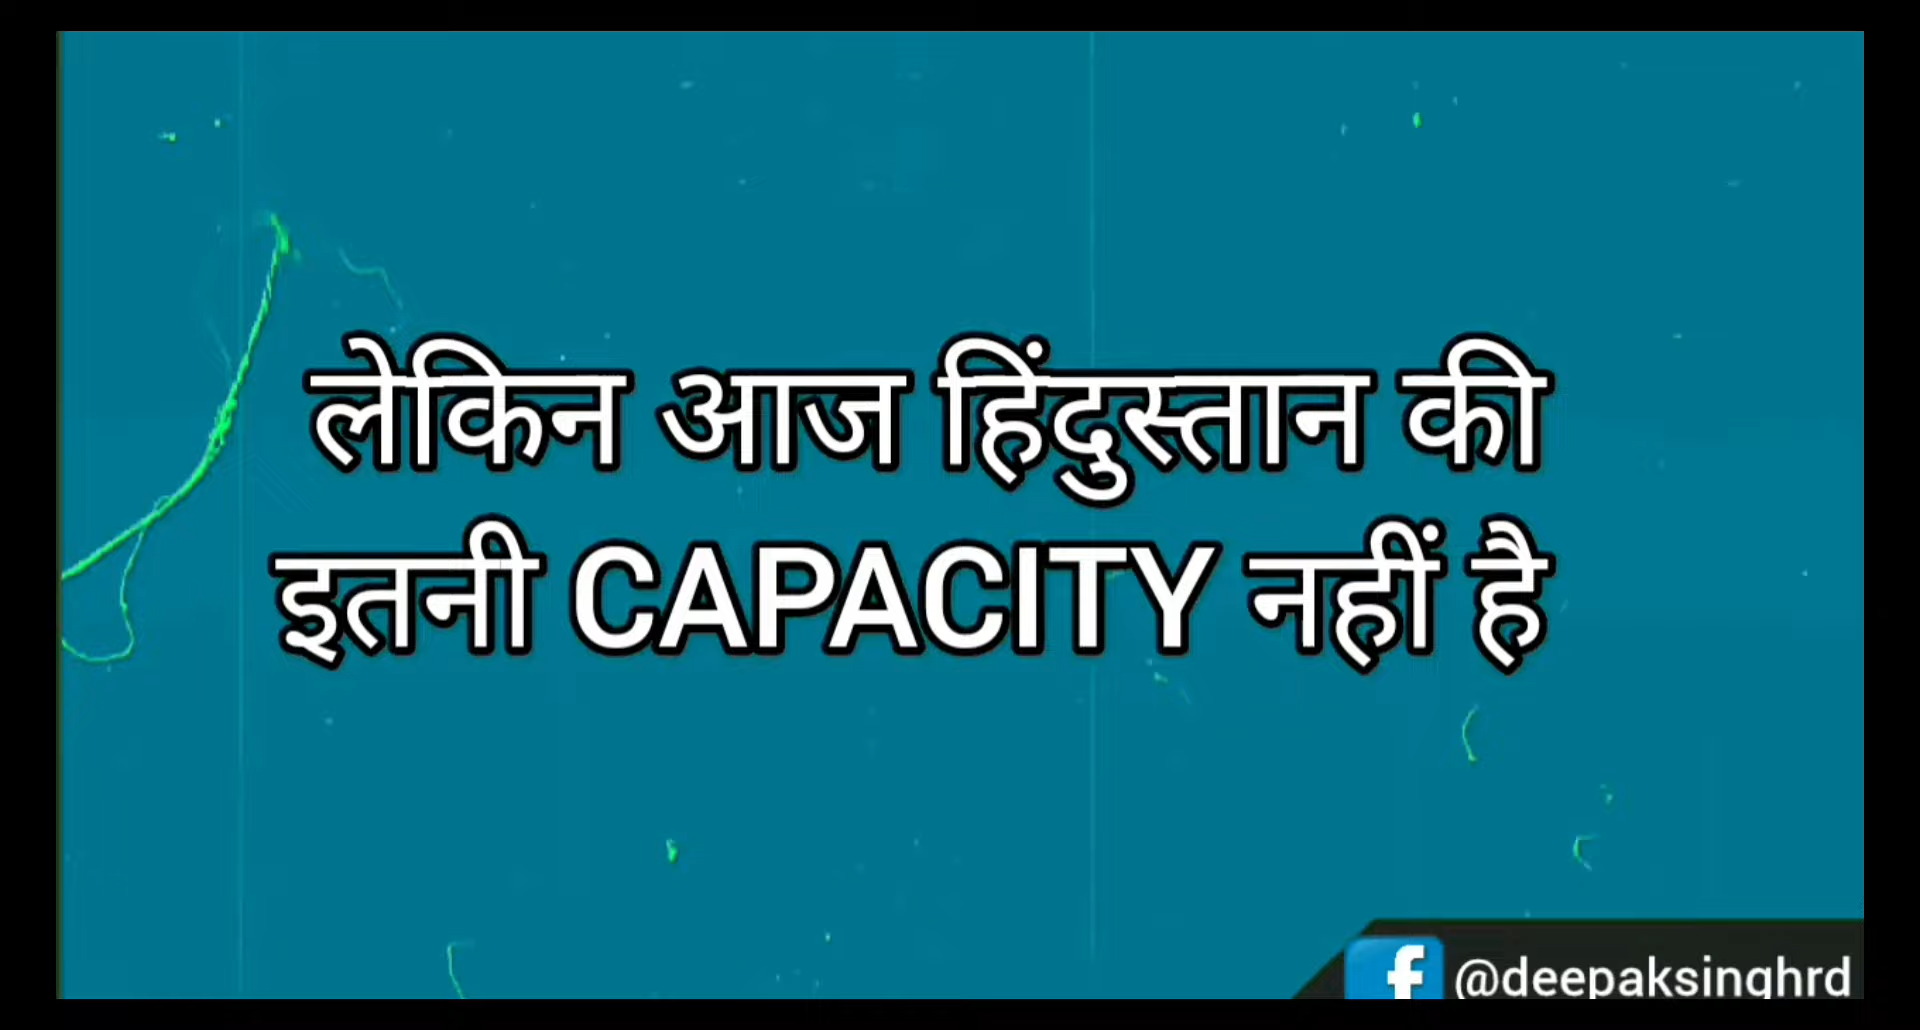 लेकिन आज हिंदुस्तान की
इतनी CAPACITY नहीं है
f @deepaksinghrd